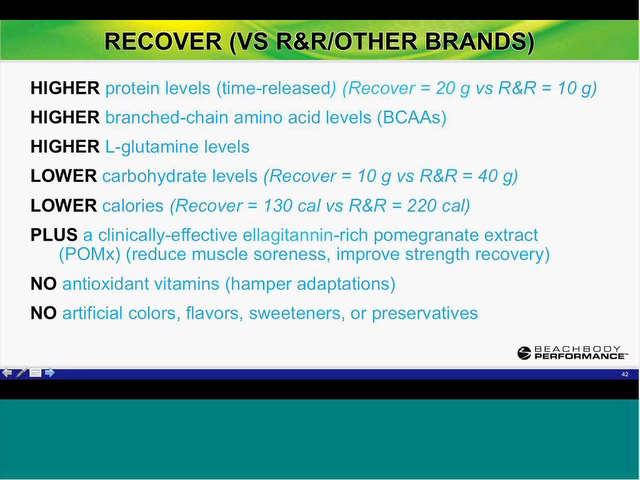 RECOVER (VS R&R/OTHER BRANDS)
HIGHER protein levels (time-released) (Recover = 20 g vs R&R = 10 g)
HIGHER branched-chain amino acid levels (BCAAs)
HIGHER L-glutamine levels
LOWER carbohydrate levels (Recover = 10 g vs R&R = 40 g)
LOWER calories (Recover = 130 cal vs R&R = 220 cal)
PLUS a clinically-effective ellagitannin-rich pomegranate extract
(POMx) (reduce muscle soreness, improve strength recovery)
NO antioxidant vitamins (hamper adaptations)
NO artificial colors, flavors, sweeteners, or preservatives
BEACHBODY
PERFORMANCE™
42